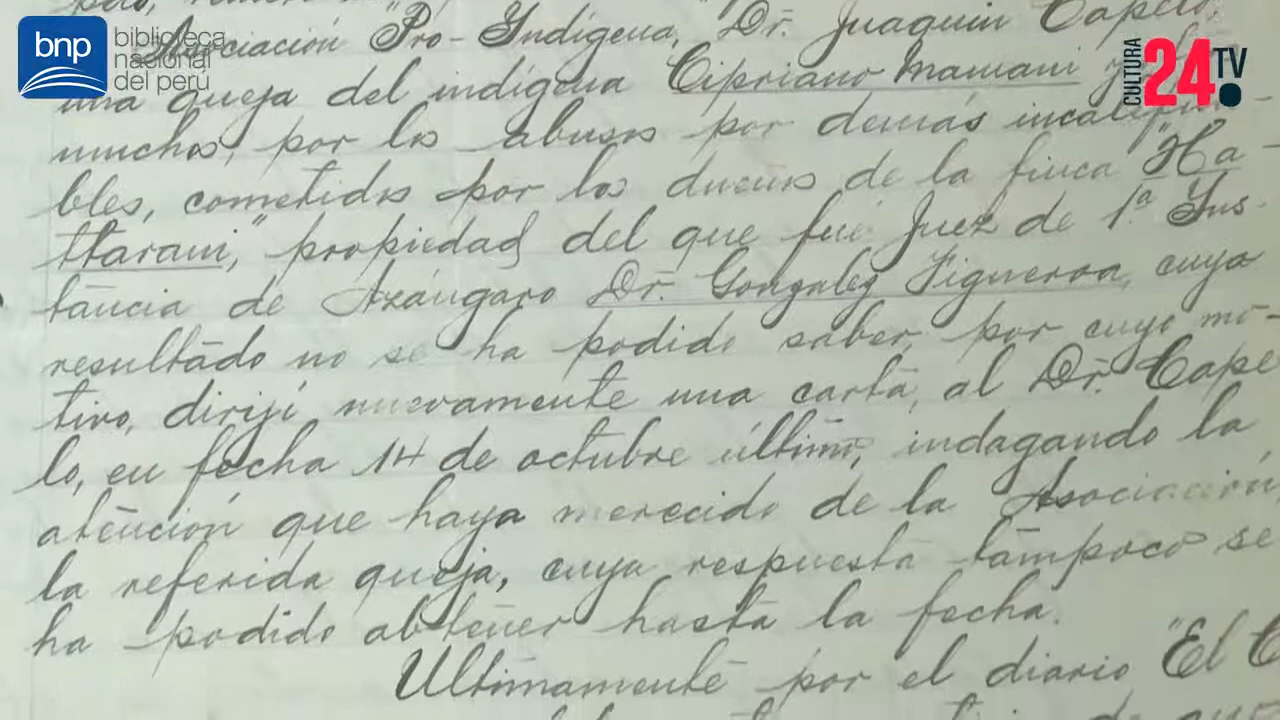 bnp biblioteca nacional del perú
CULTURA 24 TV
Asociación Pro-Indígena, Dr. Juaquin Capelo,
una queja del indígena Cipriano Mamani y
muchos, por los abusos por demás incalifica-
bles, cometidos por los dueños de la finca "Ha-
ttarani," propiedad del que fué Juez de 1ª Ins-
tancia de Azángaro Dr. Gonzalez Figueroa, cuyo
resultado no se ha podido saber, por cuyo mo-
tivo, dirijí nuevamente una carta, al Dr. Cape
lo, en fecha 14 de octubre último, indagando la
atención que haya merecido de la Asociación
la referida queja, cuya respuesta tampoco se
ha podido obtener hasta la fecha.
Ultimamente por el diario "El